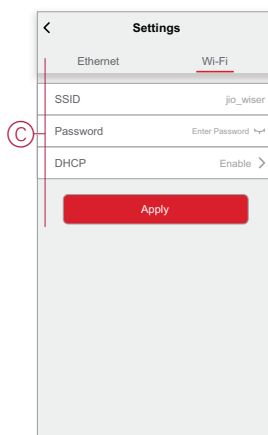 Settings
Ethernet Wi-Fi
SSID jio_wiser
Password Enter Password
DHCP Enable
Apply
C